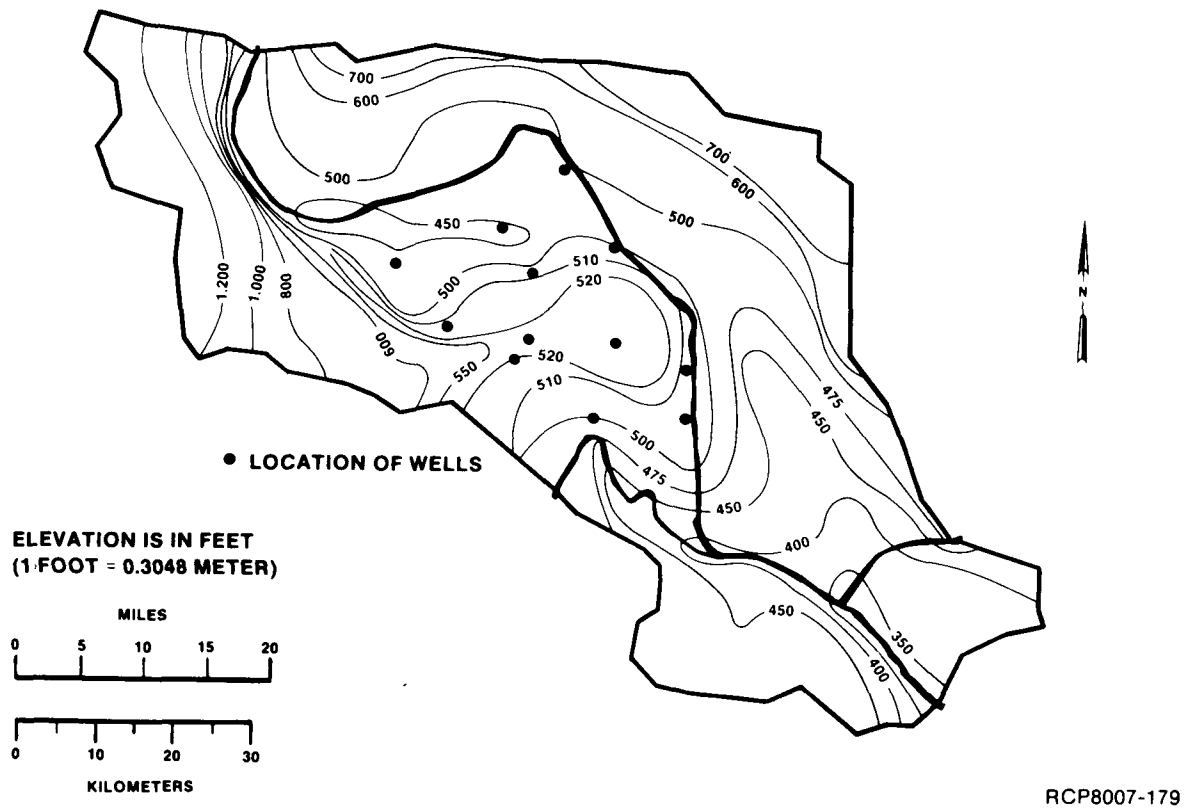 700
600
700
600
500
500
450
510
500
520
1.200
1.000
800
600
550
520
510
475
450
500
475
450
400
450
350
400
● LOCATION OF WELLS
ELEVATION IS IN FEET
(1 FOOT = 0.3048 METER)
MILES
0 5 10 15 20
0 10 20 30
KILOMETERS
N
RCP8007-179